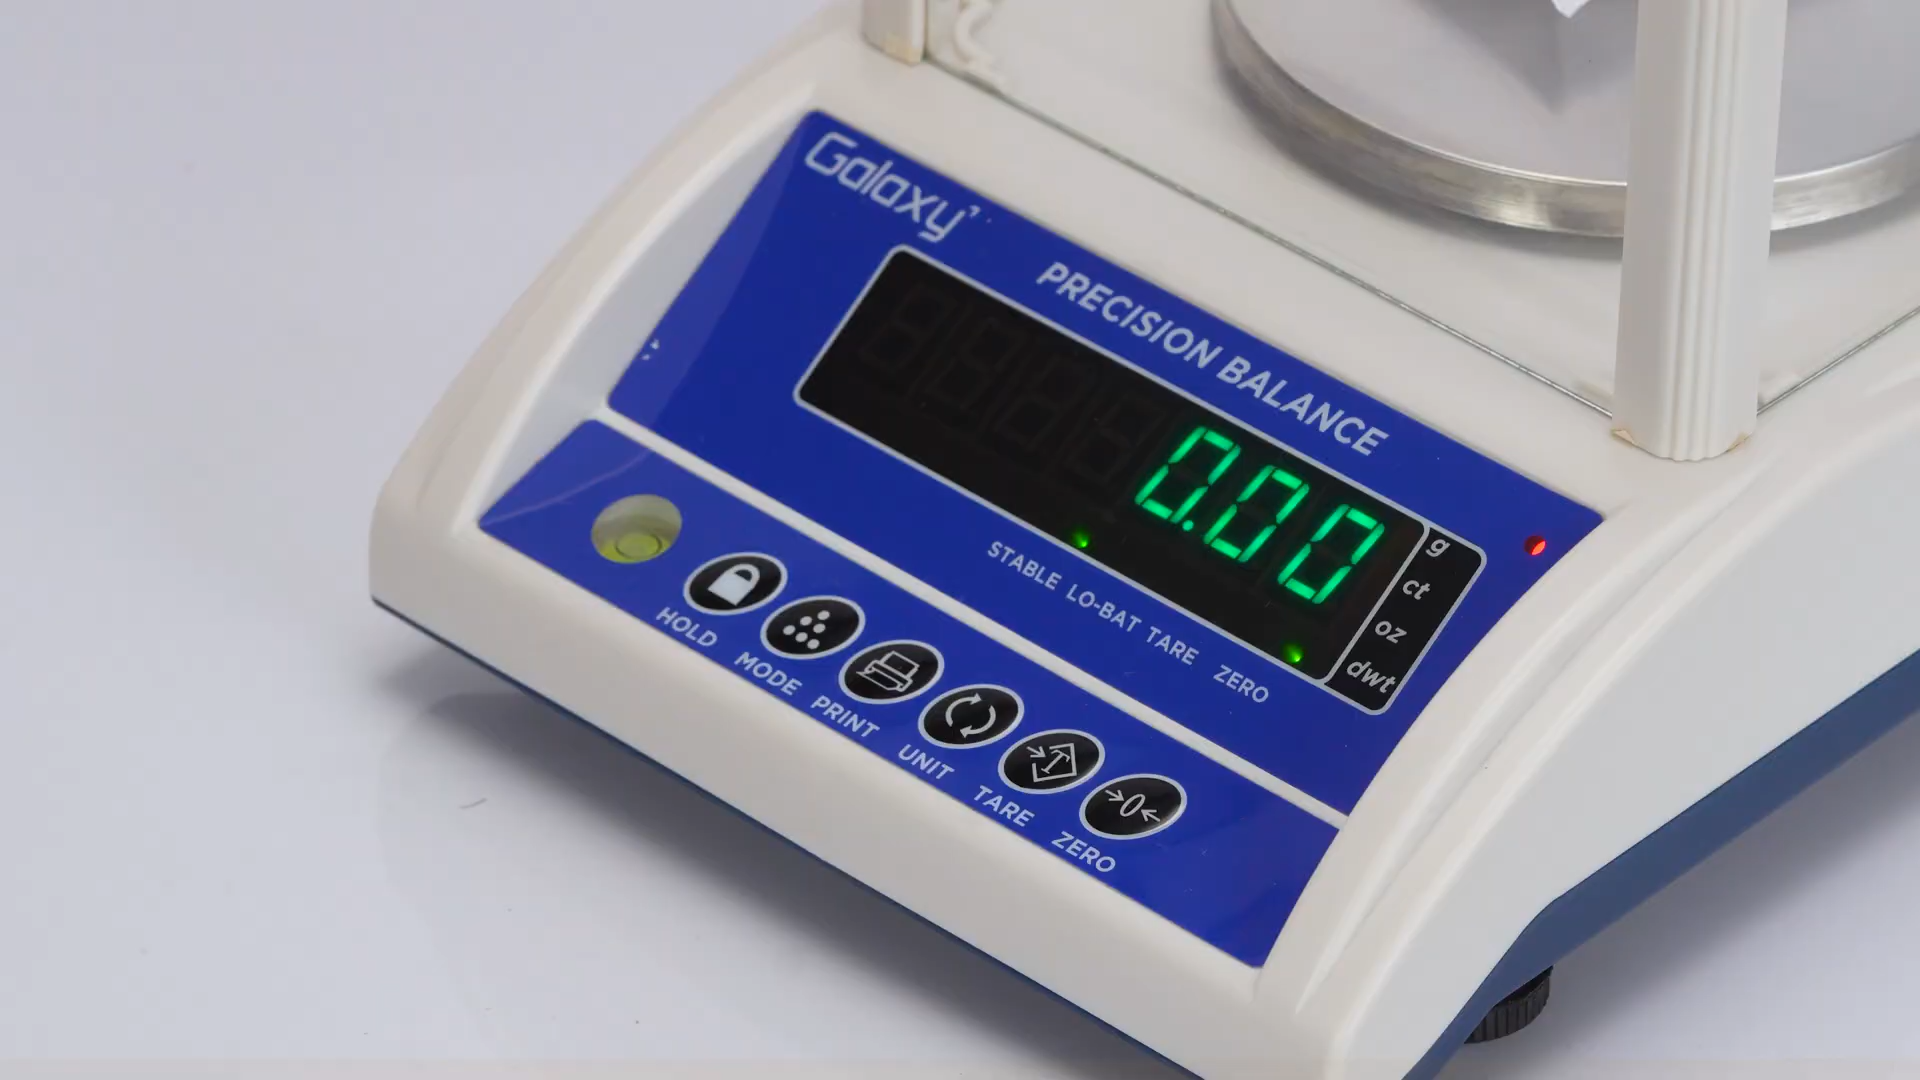 Galaxy
PRECISION BALANCE
0.00
g
ct
oz
dwt
STABLE LO-BAT TARE ZERO
HOLD MODE PRINT UNIT TARE ZERO
T
→0←